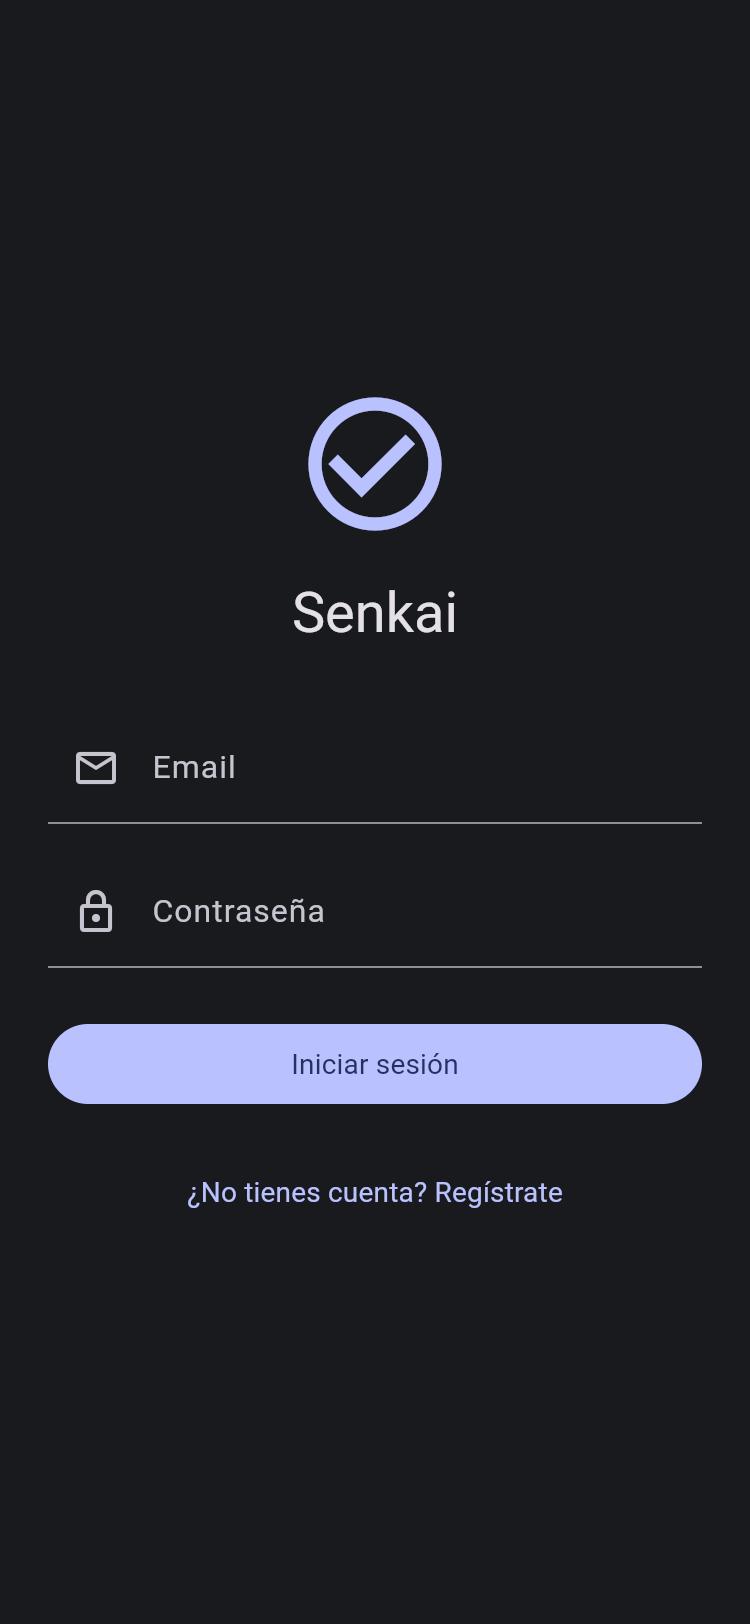 Senkai
Email
Contraseña
Iniciar sesión
¿No tienes cuenta? Regístrate